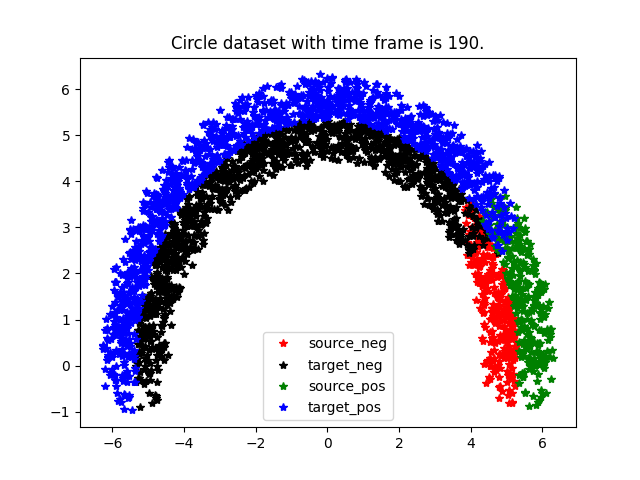 Circle dataset with time frame is 190.
6
5
4
3
2
1
0
−1
source_neg
target_neg
source_pos
target_pos
−6 −4 −2 0 2 4 6